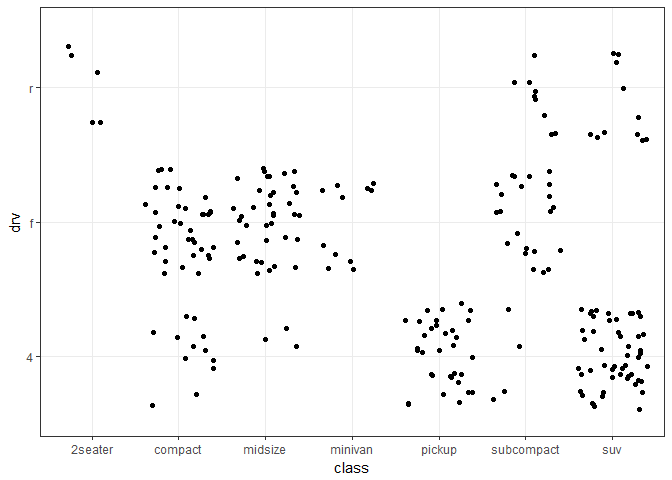 r
f
4
drv
2seater
compact
midsize
minivan
pickup
subcompact
suv
class